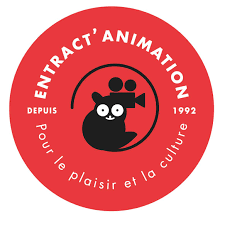 ENTRACT'ANIMATION
DEPUIS 1992
Pour le plaisir et la culture